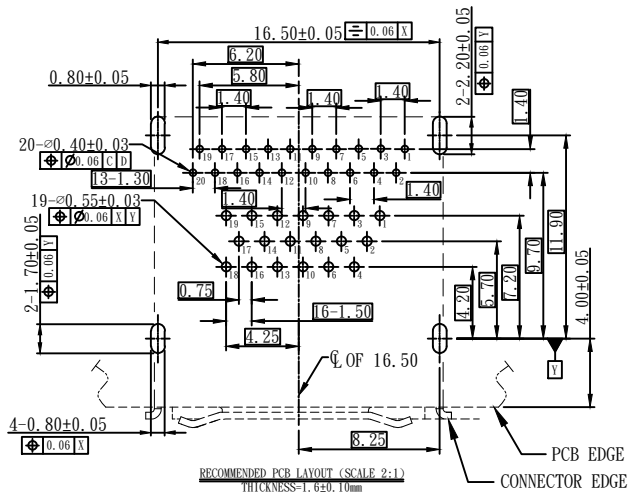 16.50±0.05 ⌯ 0.06 X
6.20
0.80±0.05
5.80
1.40 1.40 1.40
2-2.20±0.05
⌖ 0.06 Y
1.40
19 17 15 13 11 9 7 5 3 1
20-⌀0.40±0.03
⌖ ⌀0.06 C D
20 18 16 14 12 10 8 6 4 2
13-1.30
1.40
1.40
19-⌀0.55±0.03
⌖ ⌀0.06 X Y
19 15 12 9 7 3 1
17 14 11 8 5 2
18 16 13 10 6 4
2-1.70±0.05
⌖ 0.06 Y
0.75
16-1.50
4.25
4.20
5.70
7.20
9.70
11.90
4.00±0.05
Y
℄ OF 16.50
4-0.80±0.05
⌖ 0.06 X
8.25
PCB EDGE
CONNECTOR EDGE
RECOMMENDED PCB LAYOUT (SCALE 2:1)
THICKNESS=1.6±0.10mm